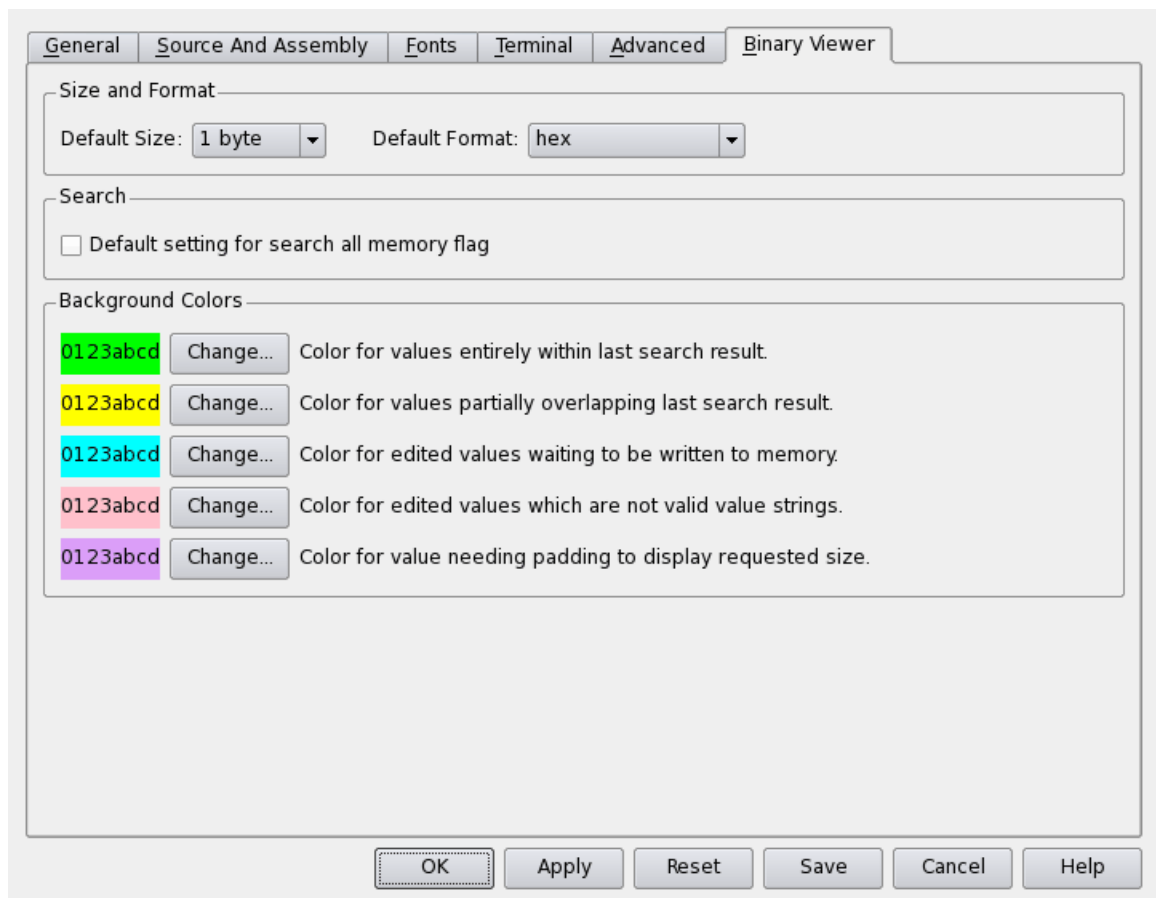 General Source And Assembly Fonts Terminal Advanced Binary Viewer
Size and Format
Default Size: 1 byte Default Format: hex
Search
Default setting for search all memory flag
Background Colors
0123abcd Change... Color for values entirely within last search result.
0123abcd Change... Color for values partially overlapping last search result.
0123abcd Change... Color for edited values waiting to be written to memory.
0123abcd Change... Color for edited values which are not valid value strings.
0123abcd Change... Color for value needing padding to display requested size.
OK Apply Reset Save Cancel Help